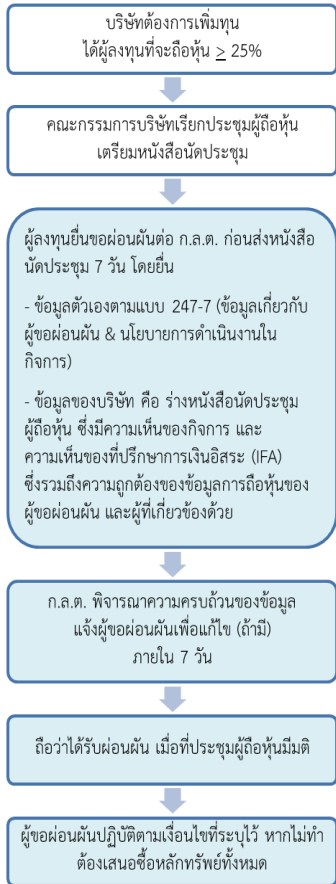 บริษัทต้องการเพิ่มทุน
ได้ผู้ลงทุนที่จะถือหุ้น ≥ 25%
คณะกรรมการบริษัทเรียกประชุมผู้ถือหุ้น
เตรียมหนังสือนัดประชุม
ผู้ลงทุนยื่นขอผ่อนผันต่อ ก.ล.ต. ก่อนส่งหนังสือ
นัดประชุม 7 วัน โดยยื่น
- ข้อมูลตัวเองตามแบบ 247-7 (ข้อมูลเกี่ยวกับ
ผู้ขอผ่อนผัน & นโยบายการดำเนินงานใน
กิจการ)
- ข้อมูลของบริษัท คือ ร่างหนังสือนัดประชุม
ผู้ถือหุ้น ซึ่งมีความเห็นของกิจการ และ
ความเห็นของที่ปรึกษาการเงินอิสระ (IFA)
ซึ่งรวมถึงความถูกต้องของข้อมูลการถือหุ้นของ
ผู้ขอผ่อนผัน และผู้ที่เกี่ยวข้องด้วย
ก.ล.ต. พิจารณาความครบถ้วนของข้อมูล
แจ้งผู้ขอผ่อนผันเพื่อแก้ไข (ถ้ามี)
ภายใน 7 วัน
ถือว่าได้รับผ่อนผัน เมื่อที่ประชุมผู้ถือหุ้นมีมติ
ผู้ขอผ่อนผันปฏิบัติตามเงื่อนไขที่ระบุไว้ หากไม่ทำ
ต้องเสนอซื้อหลักทรัพย์ทั้งหมด